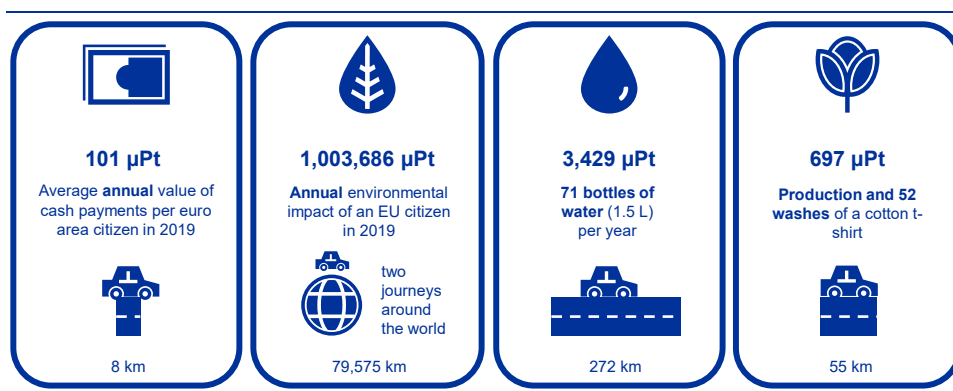 101 µPt
Average annual value of
cash payments per euro
area citizen in 2019
8 km
1,003,686 µPt
Annual environmental
impact of an EU citizen
in 2019
two
journeys
around
the world
79,575 km
3,429 µPt
71 bottles of
water (1.5 L)
per year
272 km
697 µPt
Production and 52
washes of a cotton t-
shirt
55 km